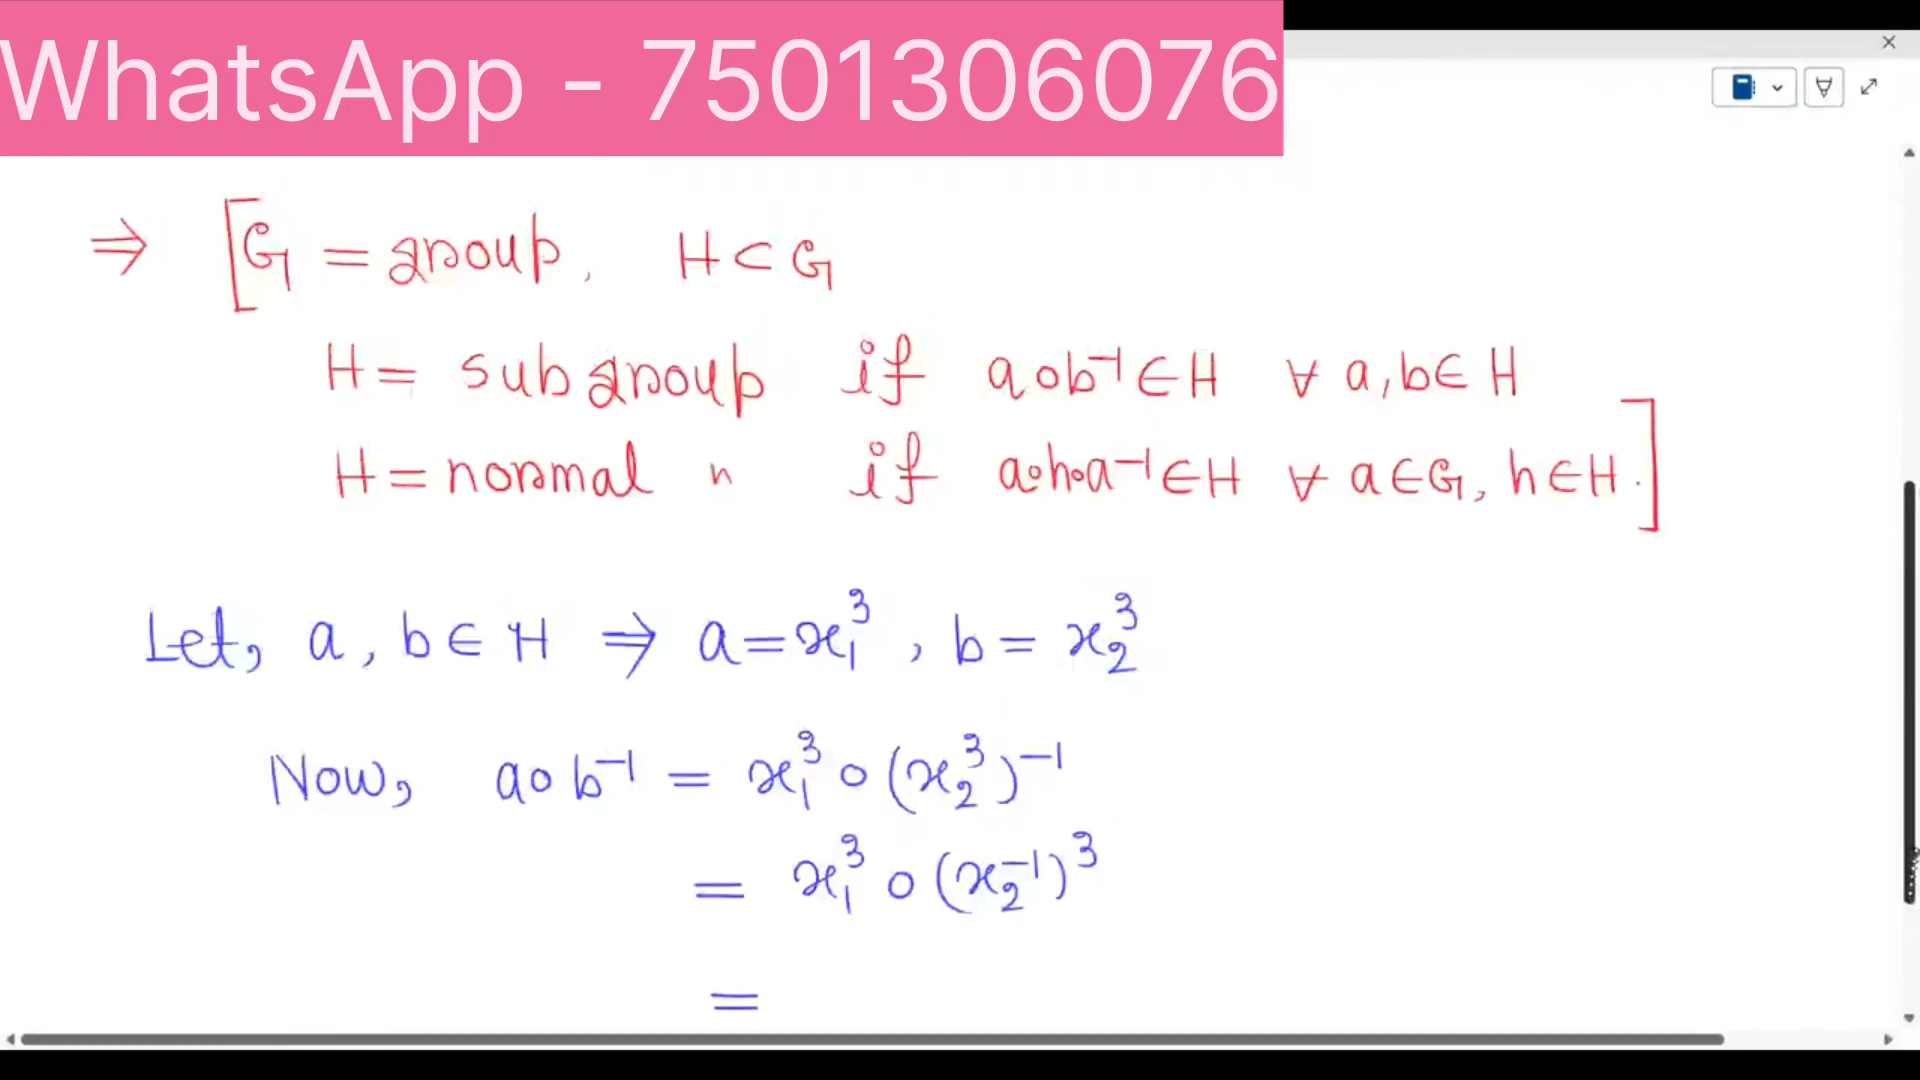 WhatsApp - 7501306076
⇒ [G = group, H ⊂ G
H = subgroup if a o b⁻¹ ∈ H ∀ a, b ∈ H
H = normal " if a∘h∘a⁻¹ ∈ H ∀ a ∈ G, h ∈ H.]
Let, a, b ∈ H ⇒ a = x₁³, b = x₂³
Now, a o b⁻¹ = x₁³ o (x₂³)⁻¹
= x₁³ o (x₂⁻¹)³
=